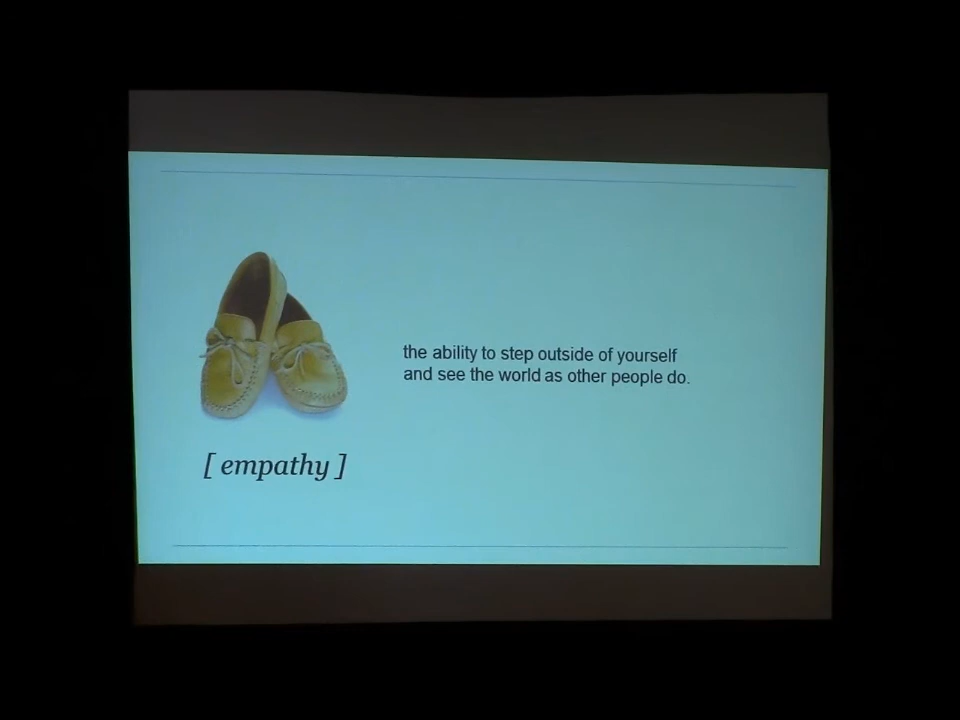 the ability to step outside of yourself
and see the world as other people do.
[ empathy ]